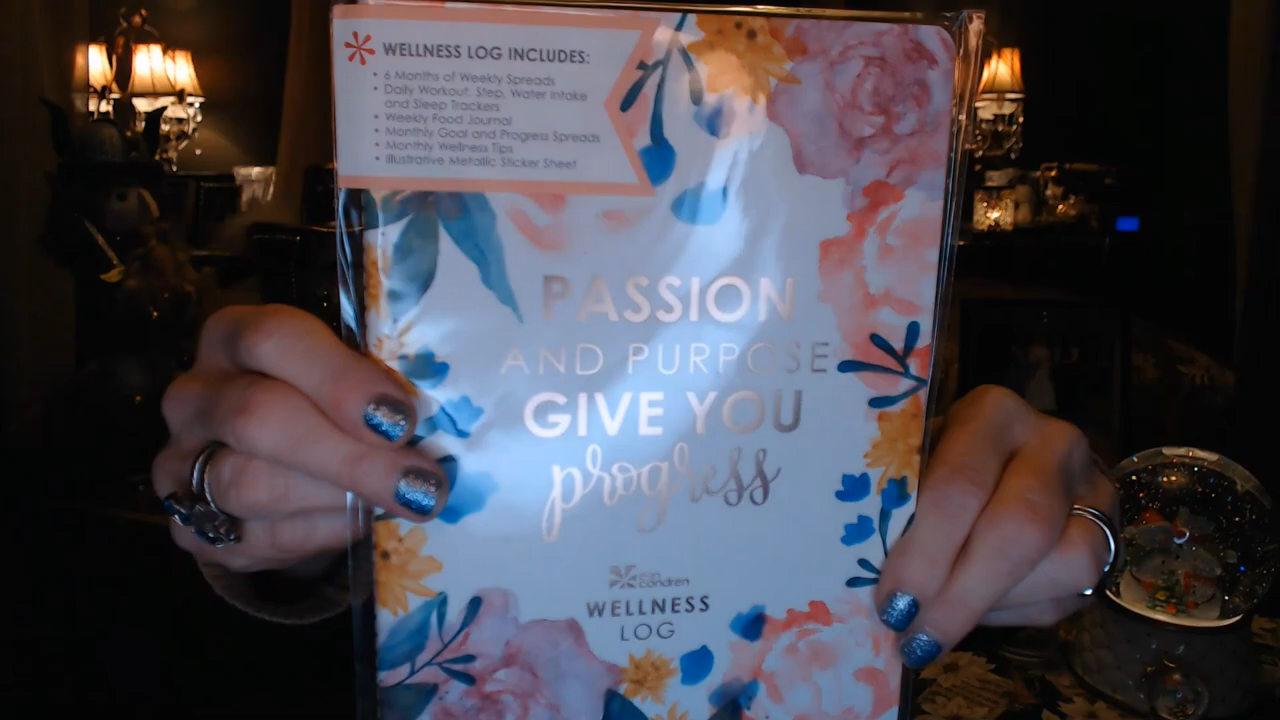 WELLNESS LOG INCLUDES:
• 6 Months of Weekly Spreads
• Daily Workout, Step, Water Intake
and Sleep Trackers
• Weekly Food Journal
• Monthly Goal and Progress Spreads
• Monthly Wellness Tips
• Illustrative Metallic Sticker Sheet
PASSION
AND PURPOSE
GIVE YOU
progress
erin
condren
WELLNESS
LOG